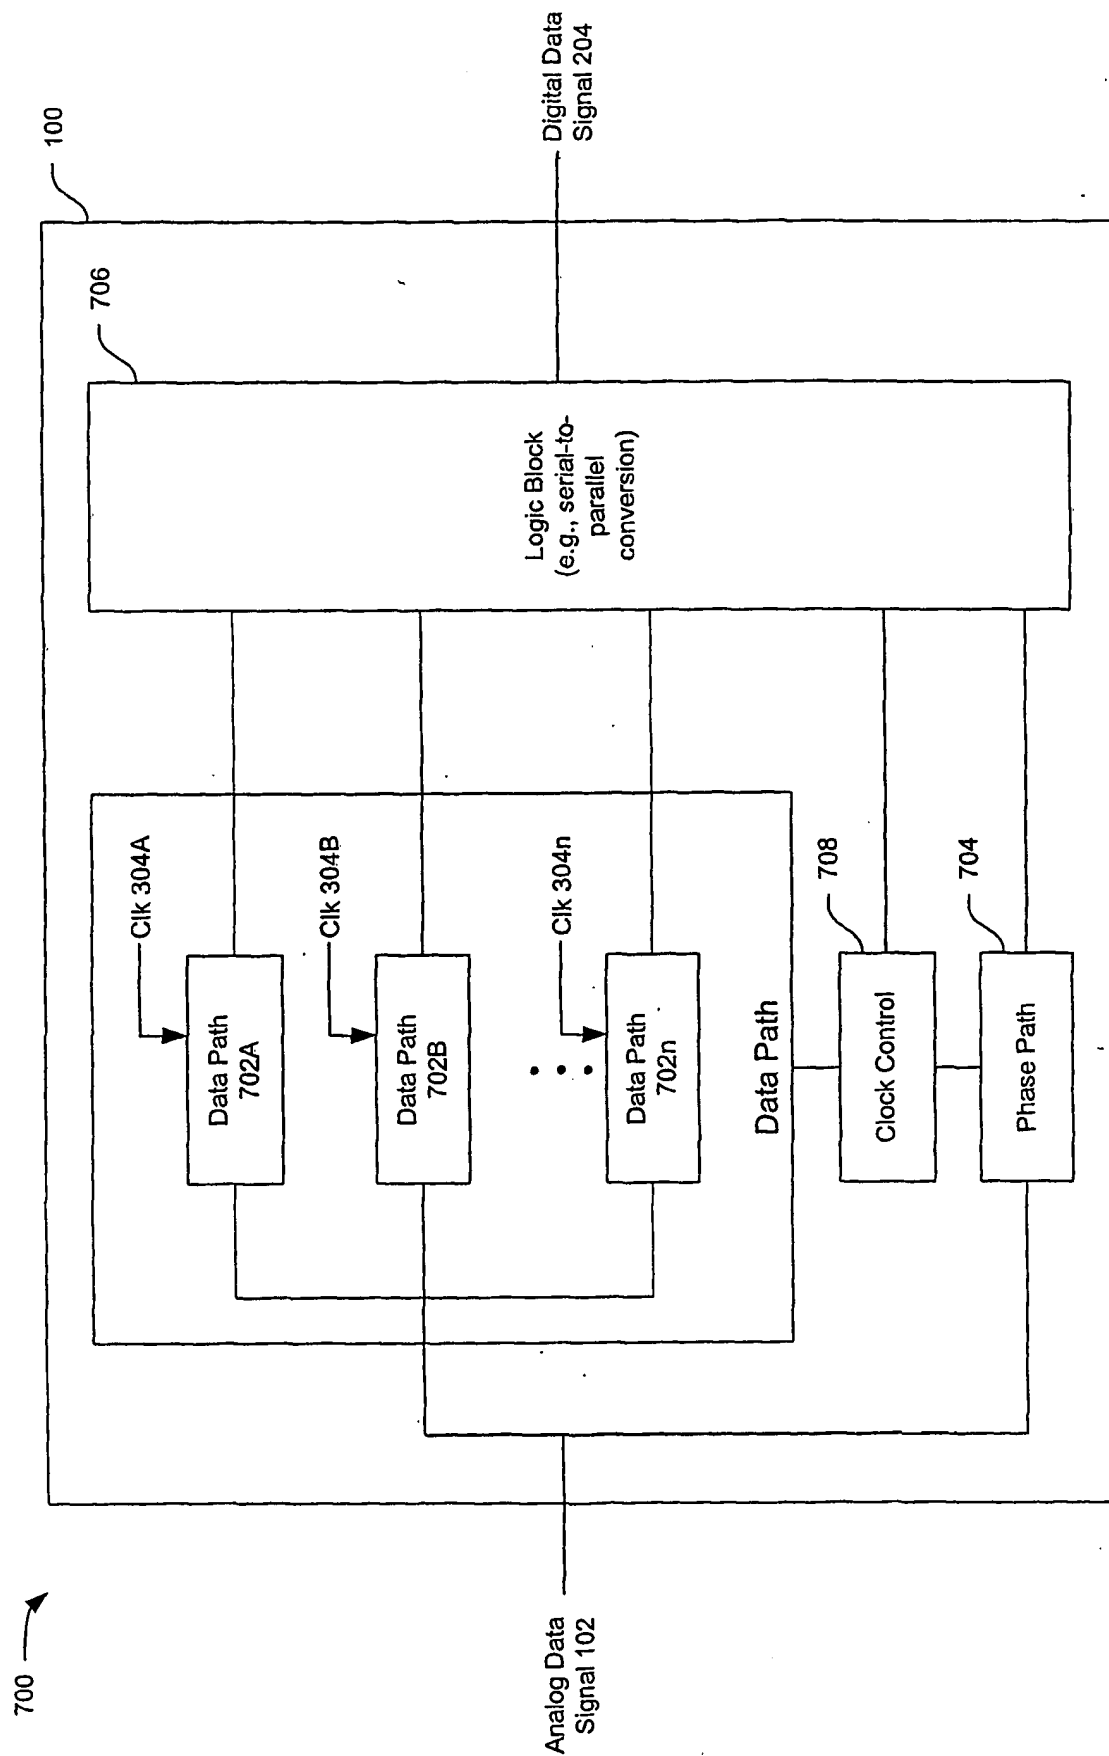 700
100
706
Clk 304A
Data Path
702A
Clk 304B
Data Path
702B
Clk 304n
Data Path
702n
Data Path
708
Clock Control
704
Phase Path
Logic Block
(e.g., serial-to-
parallel
conversion)
Analog Data
Signal 102
Digital Data
Signal 204